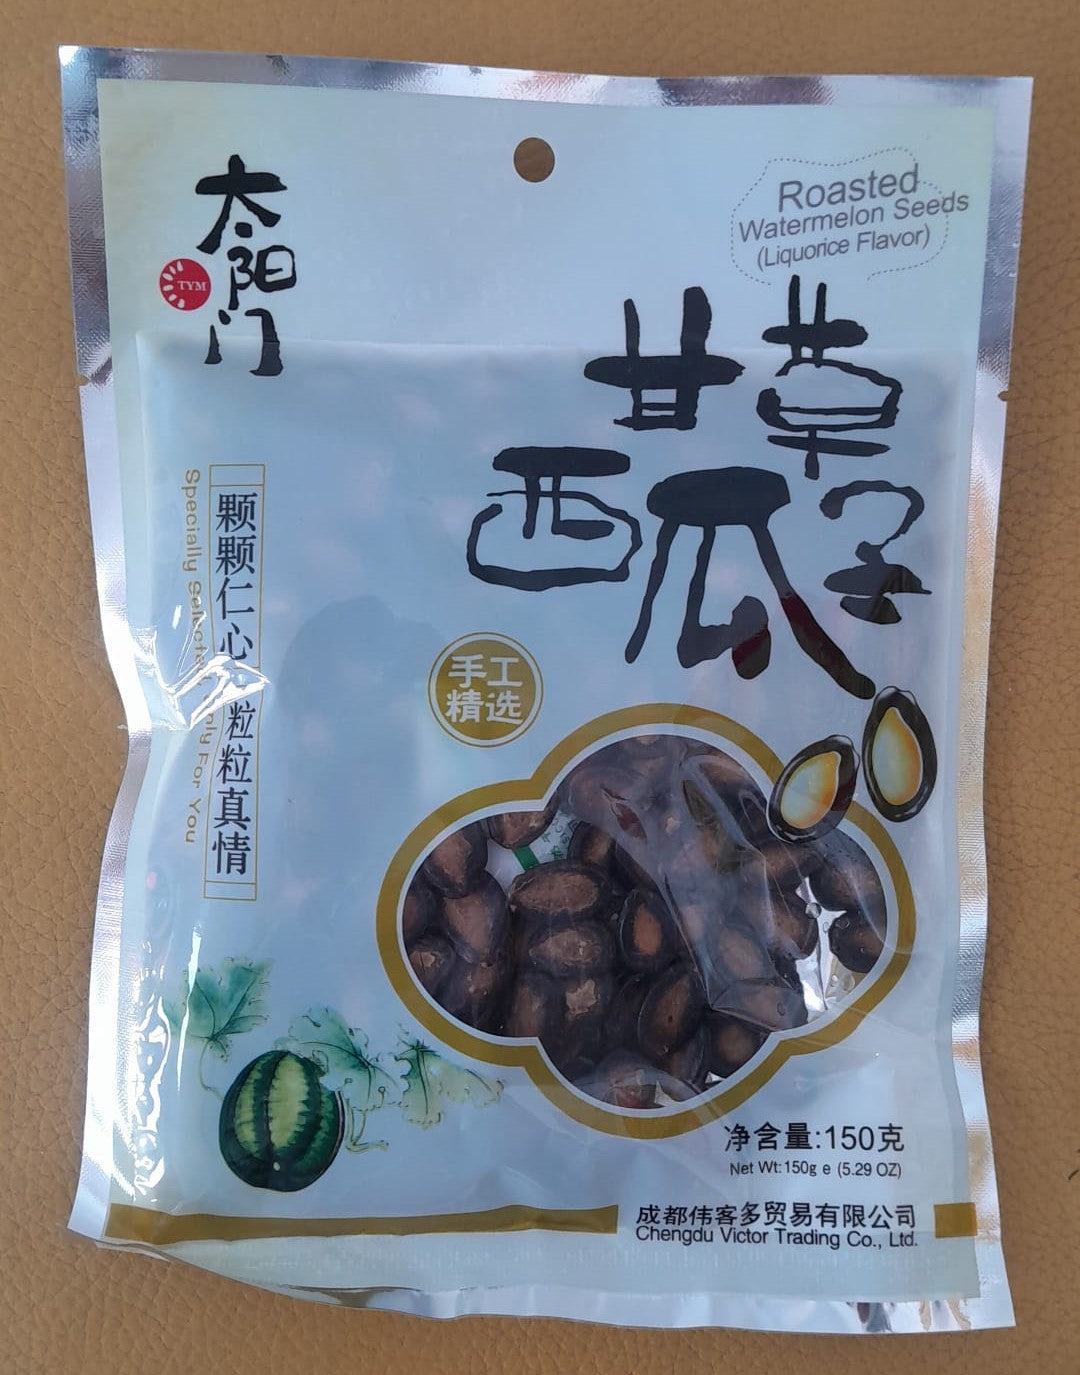 太阳门
TYM
Roasted
Watermelon Seeds
(Liquorice Flavor)
甘草
西瓜子
手工
精选
颗颗仁心 粒粒真情
Specially Selected Only For You
净含量:150克
Net Wt:150g e (5.29 OZ)
成都伟客多贸易有限公司
Chengdu Victor Trading Co., Ltd.